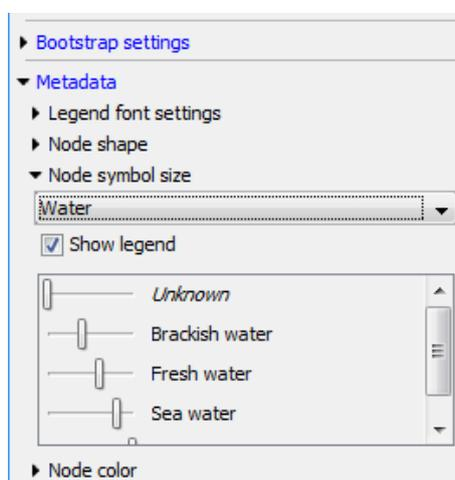 Bootstrap settings
Metadata
Legend font settings
Node shape
Node symbol size
Water
Show legend
Unknown
Brackish water
Fresh water
Sea water
Node color